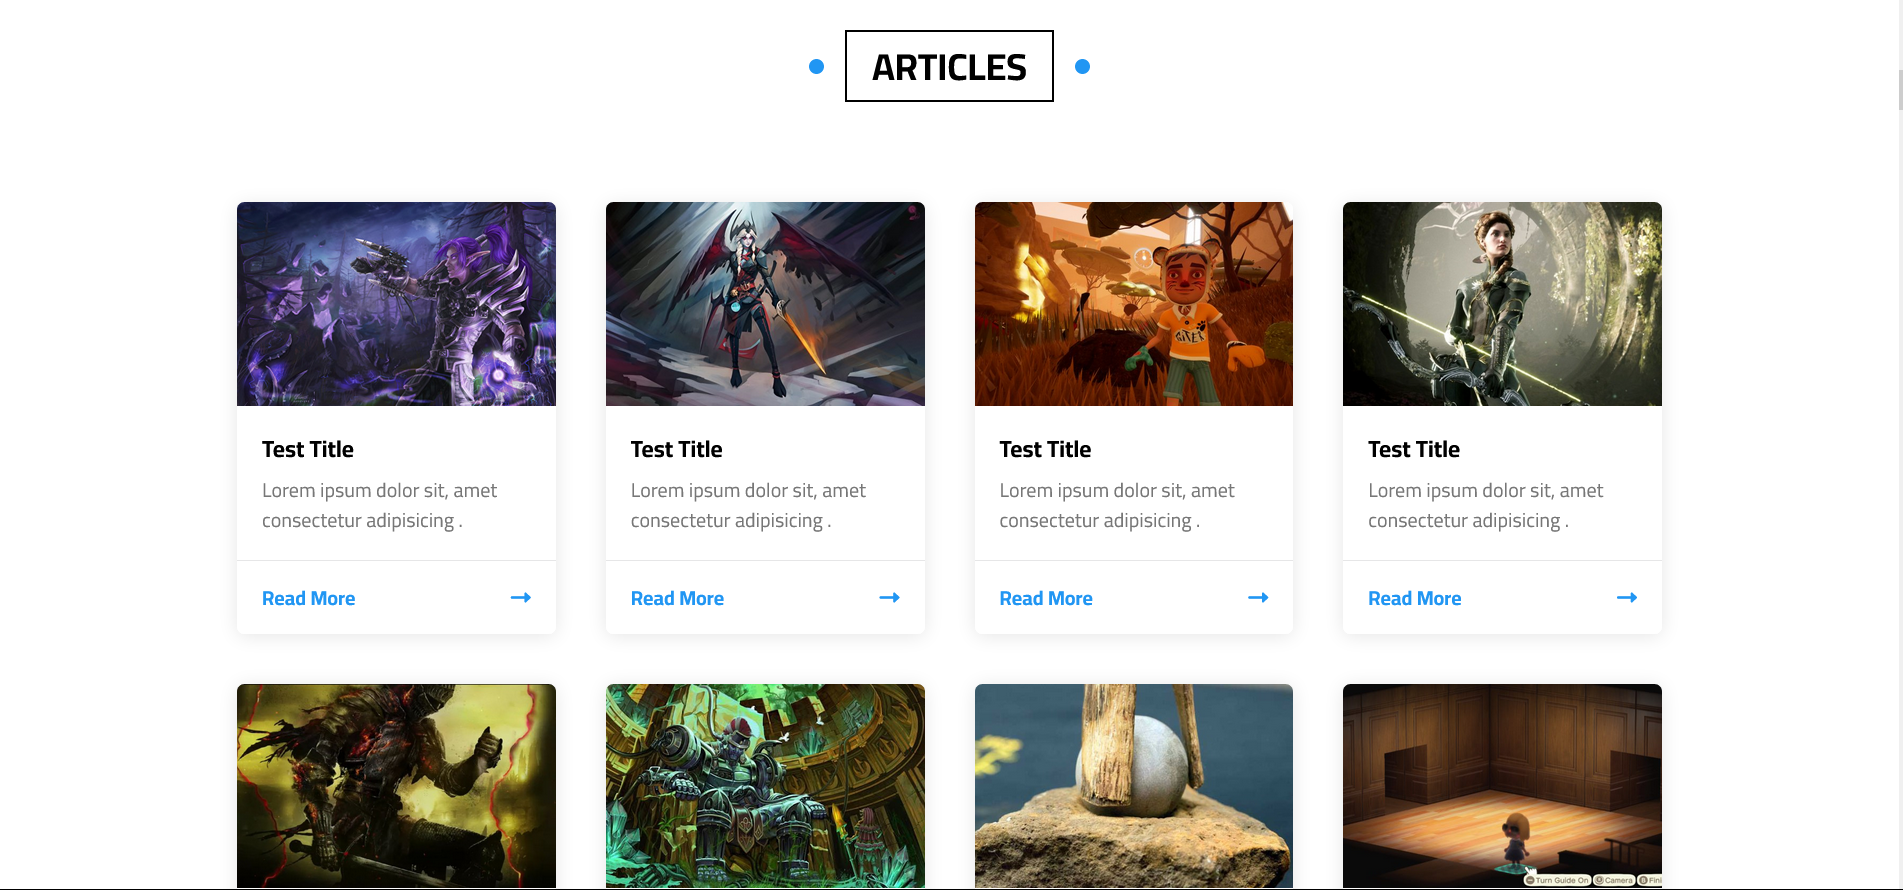 ARTICLES
Test Title
Lorem ipsum dolor sit, amet
consectetur adipisicing .
Read More
Test Title
Lorem ipsum dolor sit, amet
consectetur adipisicing .
Read More
RIVER
Test Title
Lorem ipsum dolor sit, amet
consectetur adipisicing .
Read More
Test Title
Lorem ipsum dolor sit, amet
consectetur adipisicing .
Read More
Turn Guide On
Camera
Fini